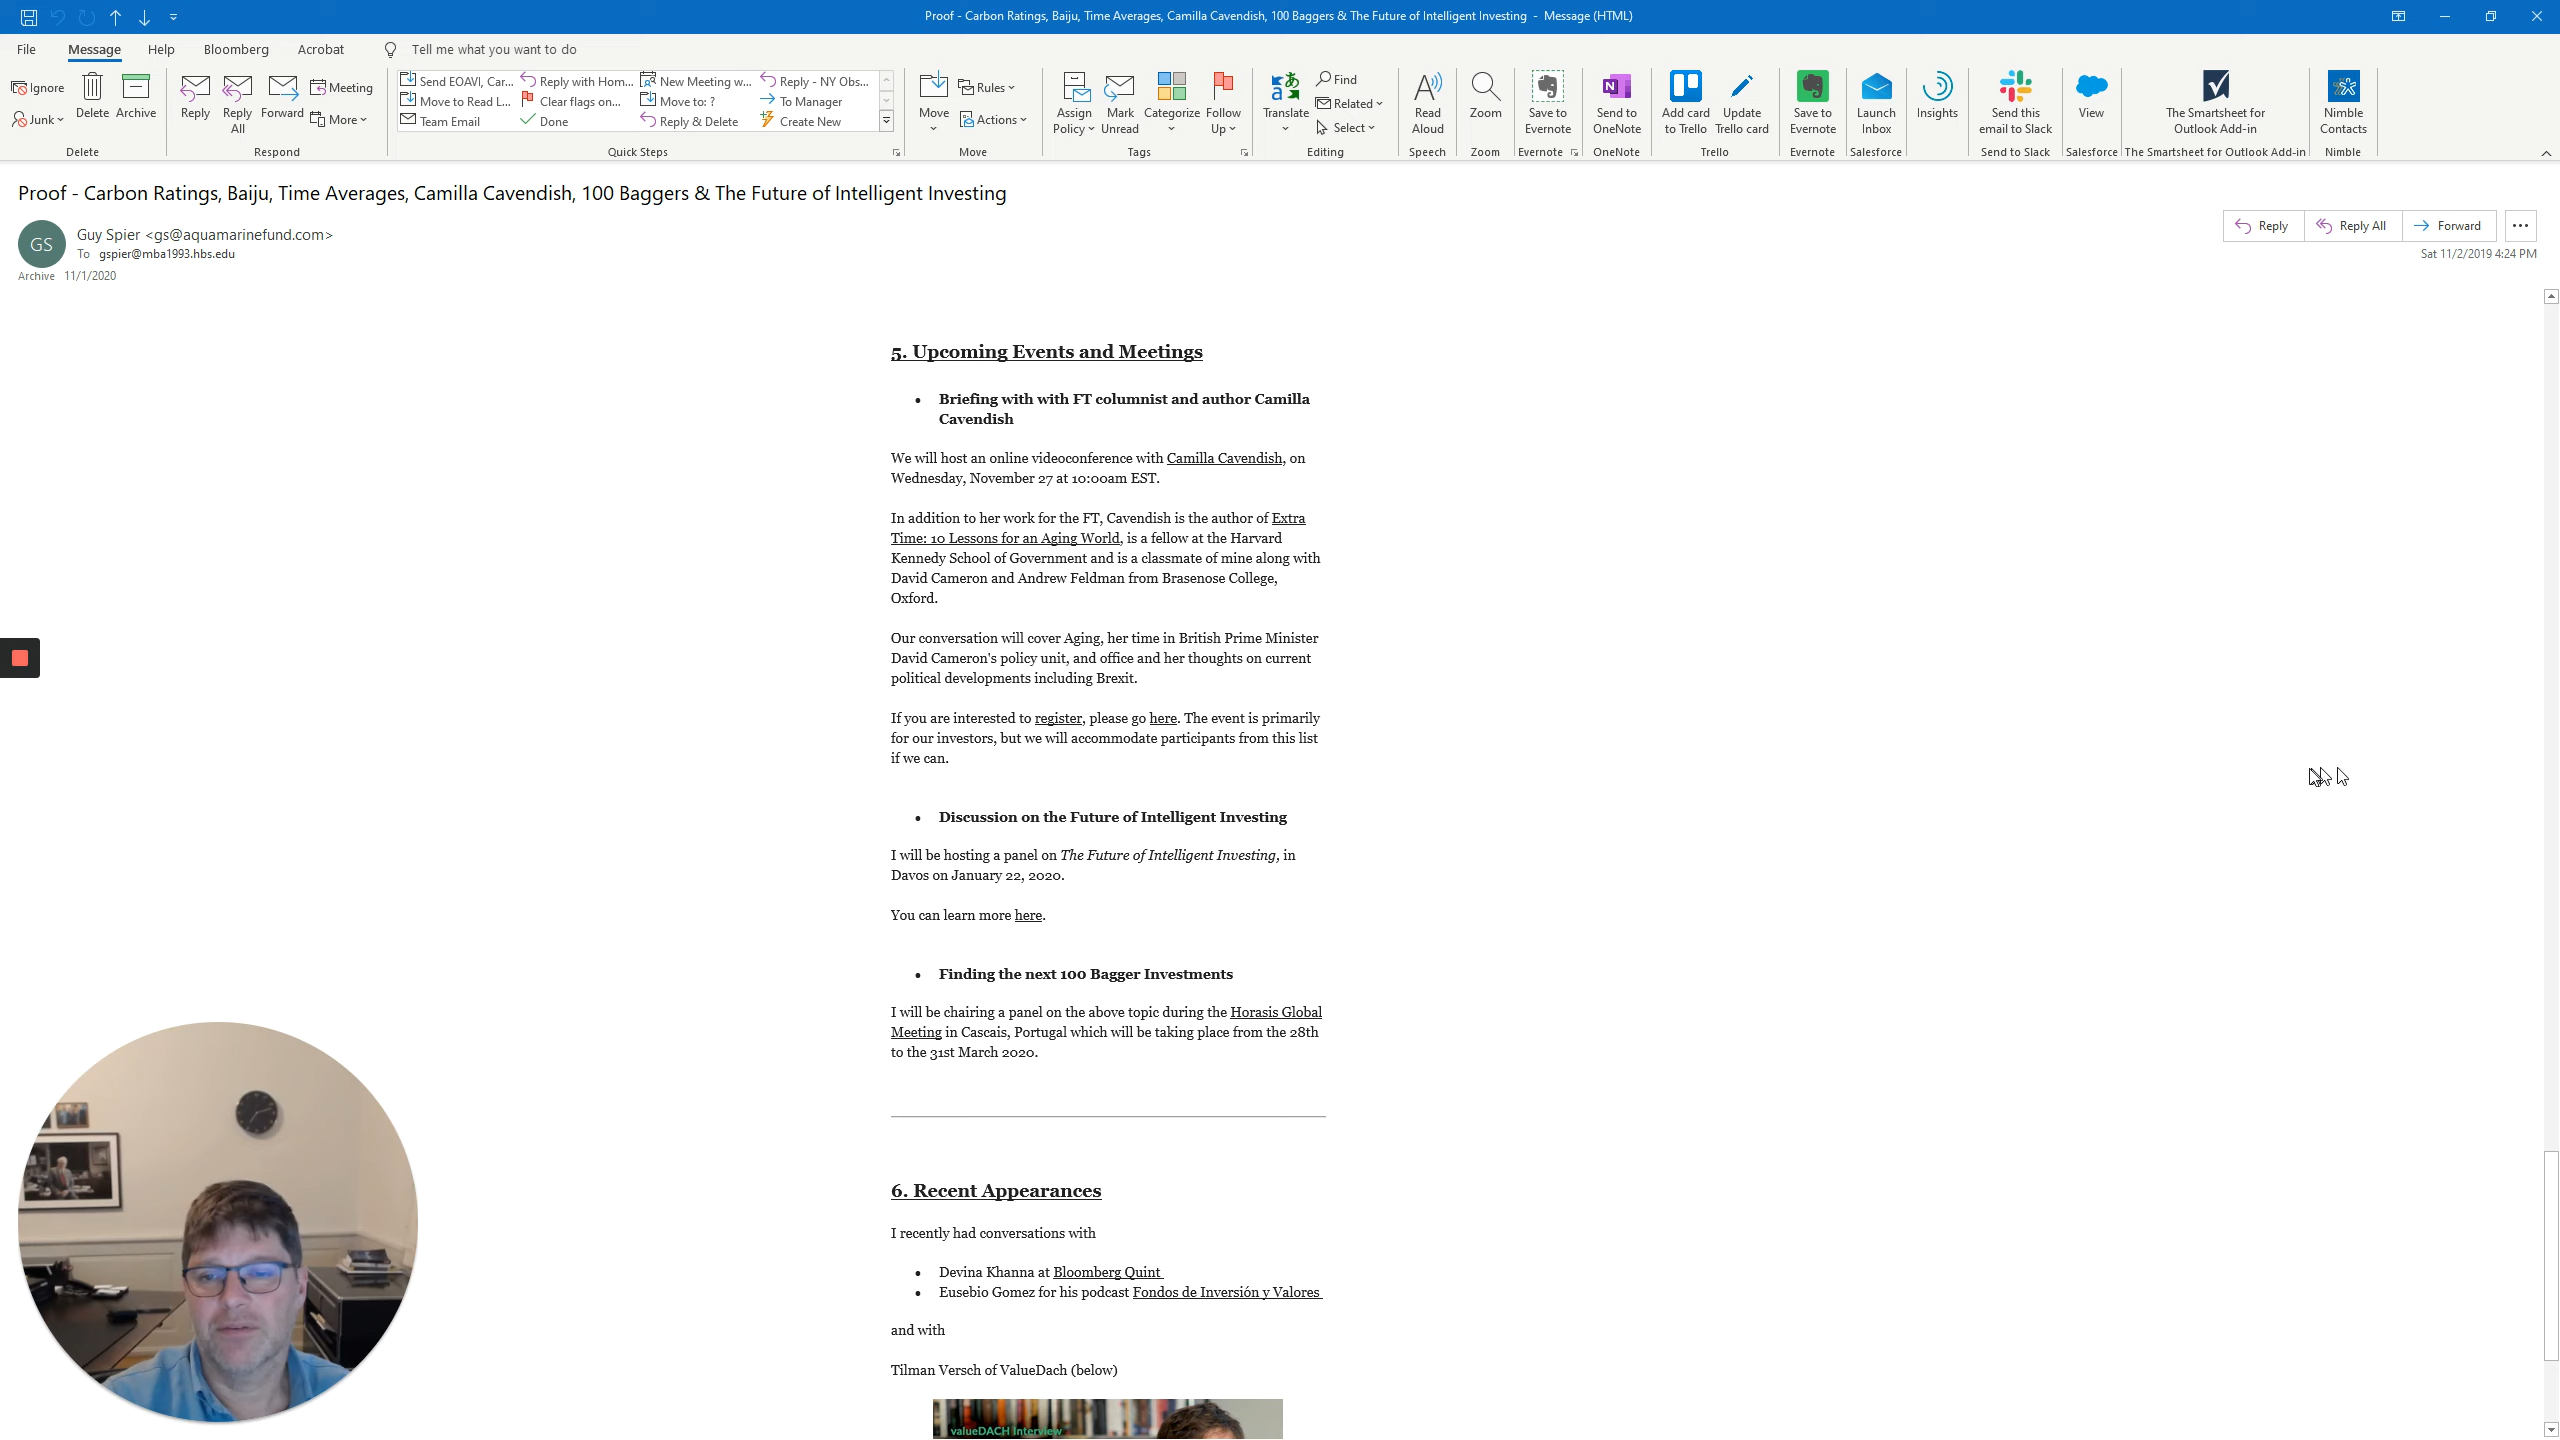 Proof - Carbon Ratings, Baiju, Time Averages, Camilla Cavendish, 100 Baggers & The Future of Intelligent Investing - Message (HTML)
File Message Help Bloomberg Acrobat Tell me what you want to do
Ignore
Junk
Delete
Archive
Delete
Reply
Reply All
Forward
Meeting
More
Respond
Send EOAVI, Car...
Reply with Hom...
New Meeting w...
Reply - NY Obs...
Move to Read L...
Clear flags on...
Move to: ?
To Manager
Team Email
Done
Reply & Delete
Create New
Quick Steps
Move
Rules
Actions
Move
Assign Policy
Mark Unread
Categorize
Follow Up
Tags
Translate
Find
Related
Select
Editing
Read Aloud
Speech
Zoom
Zoom
Save to Evernote
Evernote
Send to OneNote
OneNote
Add card to Trello
Update Trello card
Trello
Save to Evernote
Evernote
Launch Inbox
Salesforce
Insights
Send this email to Slack
Send to Slack
View
Salesforce
The Smartsheet for Outlook Add-in
The Smartsheet for Outlook Add-in
Nimble Contacts
Nimble
Proof - Carbon Ratings, Baiju, Time Averages, Camilla Cavendish, 100 Baggers & The Future of Intelligent Investing
GS
Guy Spier <gs@aquamarinefund.com>
To gspier@mba1993.hbs.edu
Archive 11/1/2020
Reply
Reply All
Forward
Sat 11/2/2019 4:24 PM
5. Upcoming Events and Meetings
• Briefing with with FT columnist and author Camilla
Cavendish
We will host an online videoconference with Camilla Cavendish, on
Wednesday, November 27 at 10:00am EST.
In addition to her work for the FT, Cavendish is the author of Extra
Time: 10 Lessons for an Aging World, is a fellow at the Harvard
Kennedy School of Government and is a classmate of mine along with
David Cameron and Andrew Feldman from Brasenose College,
Oxford.
Our conversation will cover Aging, her time in British Prime Minister
David Cameron's policy unit, and office and her thoughts on current
political developments including Brexit.
If you are interested to register, please go here. The event is primarily
for our investors, but we will accommodate participants from this list
if we can.
• Discussion on the Future of Intelligent Investing
I will be hosting a panel on The Future of Intelligent Investing, in
Davos on January 22, 2020.
You can learn more here.
• Finding the next 100 Bagger Investments
I will be chairing a panel on the above topic during the Horasis Global
Meeting in Cascais, Portugal which will be taking place from the 28th
to the 31st March 2020.
6. Recent Appearances
I recently had conversations with
• Devina Khanna at Bloomberg Quint
• Eusebio Gomez for his podcast Fondos de Inversión y Valores
and with
Tilman Versch of ValueDach (below)
valueDACH Interview